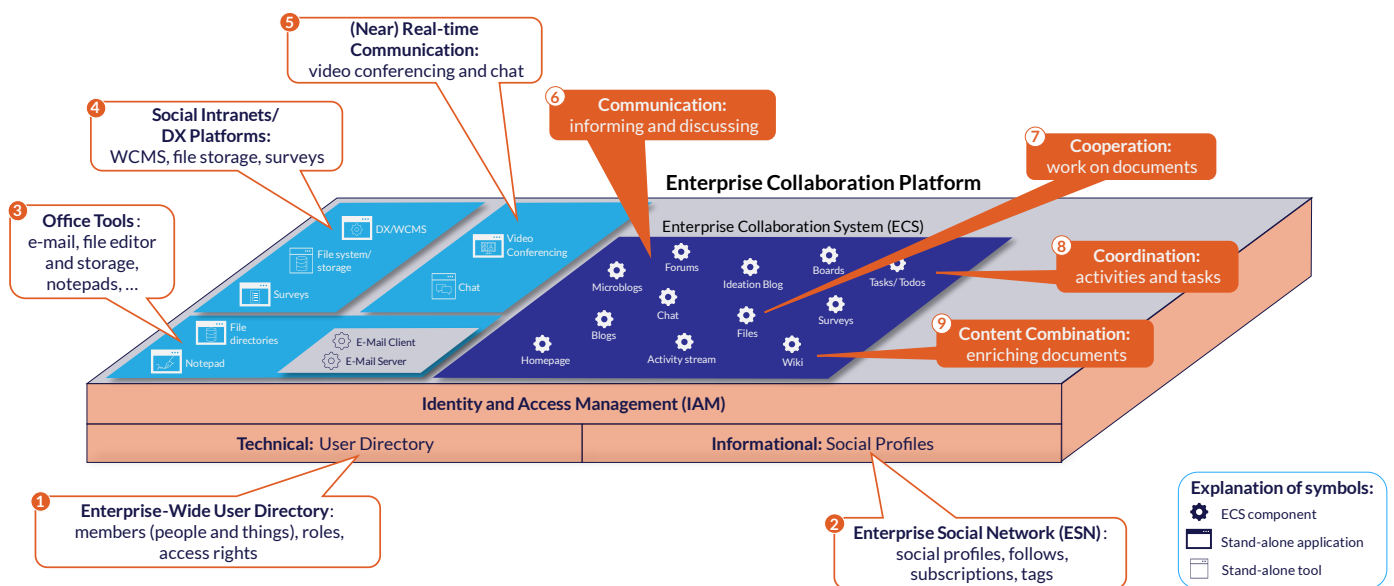 5
(Near) Real-time
Communication:
video conferencing and chat
4
Social Intranets/
DX Platforms:
WCMS, file storage, surveys
6
Communication:
informing and discussing
7
Cooperation:
work on documents
3
Office Tools :
e-mail, file editor
and storage,
notepads, ...
Enterprise Collaboration Platform
Enterprise Collaboration System (ECS)
DX/WCMS
File system/
storage
Surveys
Video
Conferencing
Chat
File
directories
Notepad
E-Mail Client
E-Mail Server
Microblogs
Forums
Ideation Blog
Boards
Tasks/ Todos
Chat
Blogs
Files
Surveys
Homepage
Activity stream
Wiki
8
Coordination:
activities and tasks
9
Content Combination:
enriching documents
Identity and Access Management (IAM)
Technical: User Directory
Informational: Social Profiles
1
Enterprise-Wide User Directory:
members (people and things), roles,
access rights
2
Enterprise Social Network (ESN) :
social profiles, follows,
subscriptions, tags
Explanation of symbols:
ECS component
Stand-alone application
Stand-alone tool